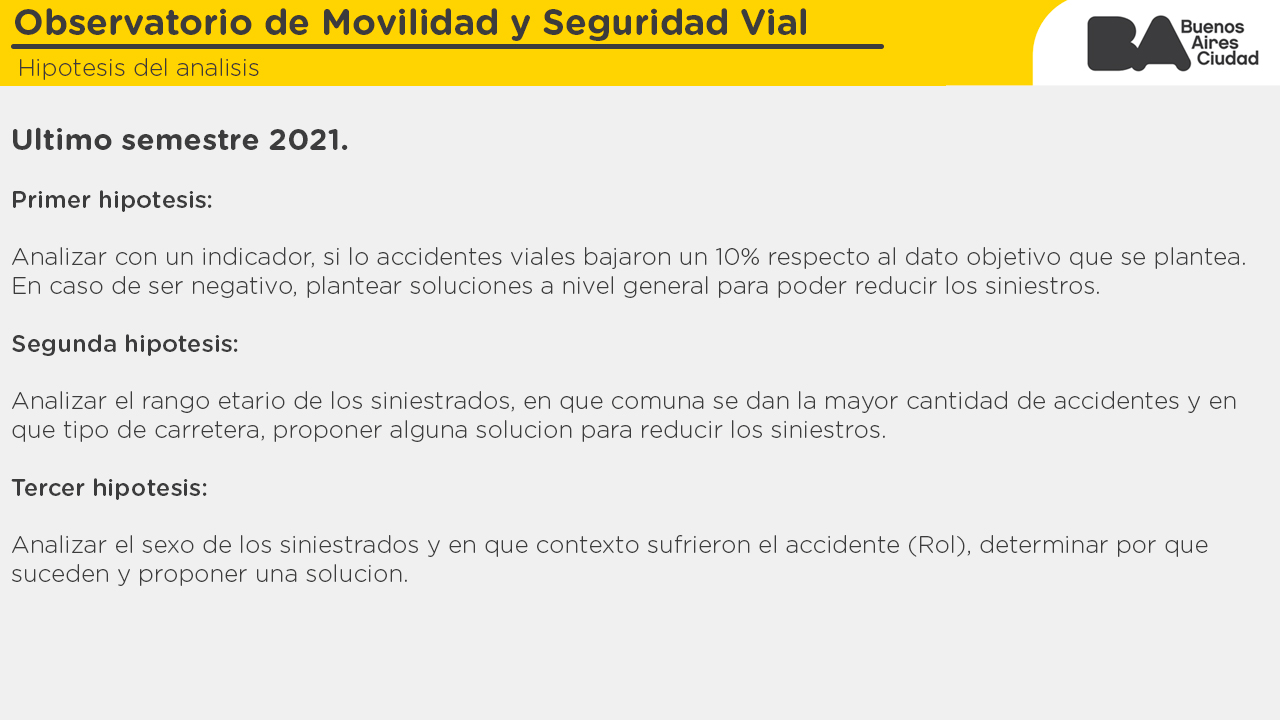 Observatorio de Movilidad y Seguridad Vial
Hipotesis del analisis
BA
Buenos
Aires
Ciudad
Ultimo semestre 2021.
Primer hipotesis:
Analizar con un indicador, si lo accidentes viales bajaron un 10% respecto al dato objetivo que se plantea.
En caso de ser negativo, plantear soluciones a nivel general para poder reducir los siniestros.
Segunda hipotesis:
Analizar el rango etario de los siniestrados, en que comuna se dan la mayor cantidad de accidentes y en
que tipo de carretera, proponer alguna solucion para reducir los siniestros.
Tercer hipotesis:
Analizar el sexo de los siniestrados y en que contexto sufrieron el accidente (Rol), determinar por que
suceden y proponer una solucion.